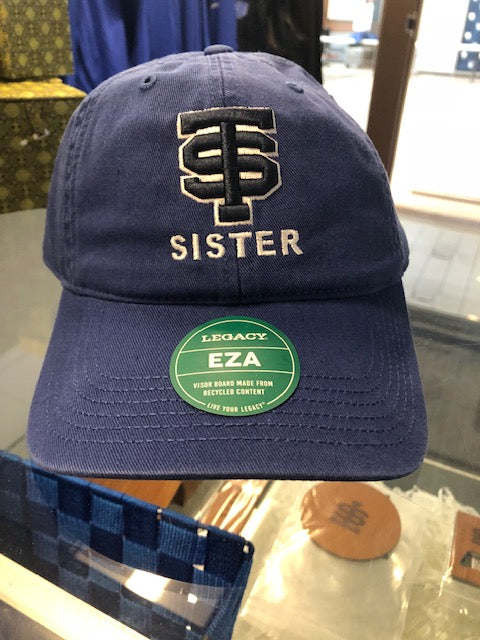 TS
SISTER
LEGACY
EZA
VISOR BOARD MADE FROM
RECYCLED CONTENT
LIVE YOUR LEGACY®